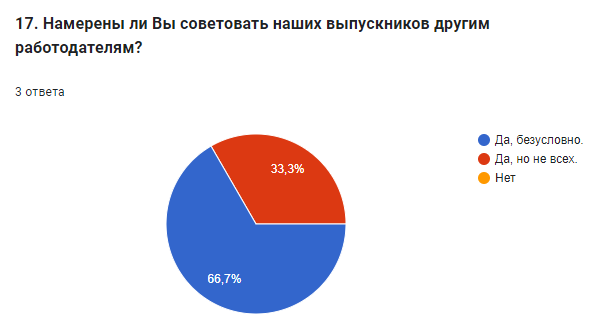 17. Намерены ли Вы советовать наших выпускников другим
работодателям?
3 ответа
Да, безусловно.
Да, но не всех.
Нет
33,3%
66,7%